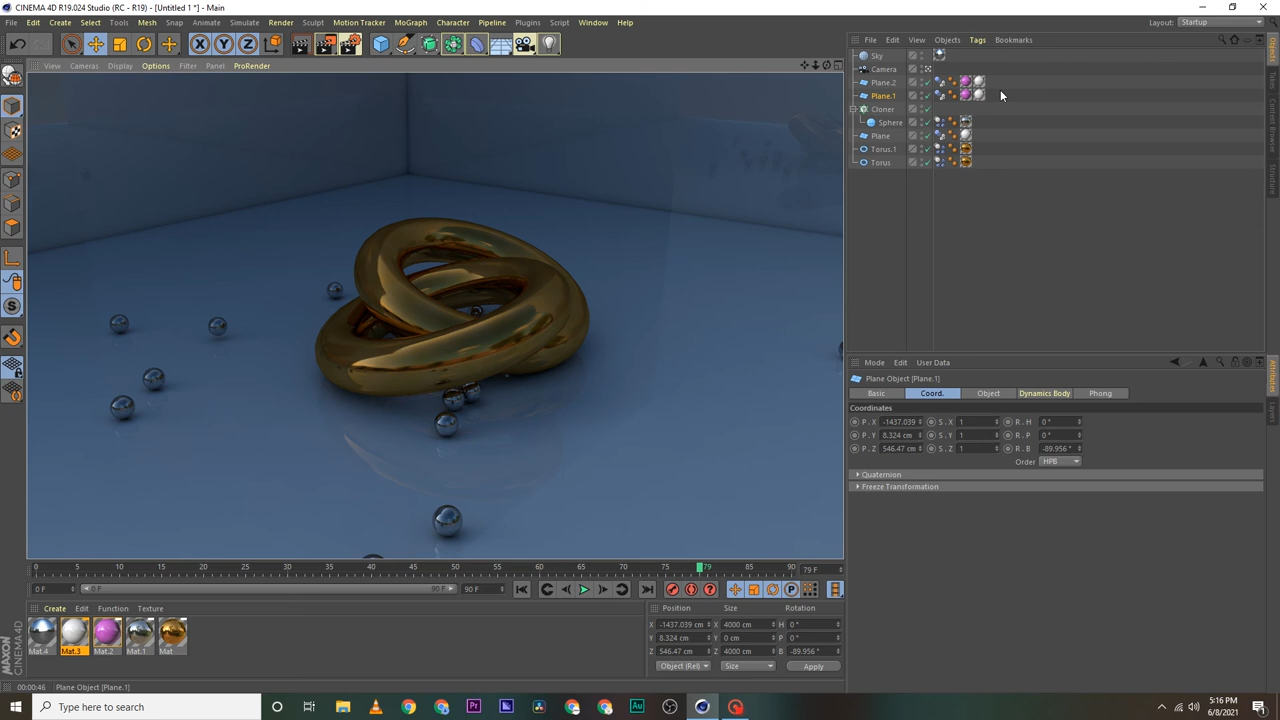 CINEMA 4D R19.024 Studio (RC - R19) - [Untitled 1 *] - Main
File Edit Create Select Tools Mesh Snap Animate Simulate Render Sculpt Motion Tracker MoGraph Character Pipeline Plugins Script Window Help Layout: Startup
X Y Z
File Edit View Objects Tags Bookmarks
View Cameras Display Options Filter Panel ProRender
Sky
Camera
Plane.2
Plane.1
Cloner
Sphere
Plane
Torus.1
Torus
Objects
Takes
Content Browser
Structure
Mode Edit User Data
Plane Object [Plane.1]
Basic Coord. Object Dynamics Body Phong
Coordinates
P . X -1437.039 S . X 1 R . H 0 °
P . Y 8.324 cm S . Y 1 R . P 0 °
P . Z 546.47 cm S . Z 1 R . B -89.956 °
Order HPB
Quaternion
Freeze Transformation
Attributes
Layers
0 5 10 15 20 25 30 35 40 45 50 55 60 65 70 75 79 85 90 79 F
0 F 0 F 90 F 90 F
Create Edit Function Texture
Mat.4 Mat.3 Mat.2 Mat.1 Mat
Position Size Rotation
X -1437.039 cm X 4000 cm H 0 °
Y 8.324 cm Y 0 cm P 0 °
Z 546.47 cm Z 4000 cm B -89.956 °
Object (Rel) Size Apply
MAXON
CINEMA 4D
00:00:46 Plane Object [Plane.1]
Type here to search
5:16 PM
6/8/2021